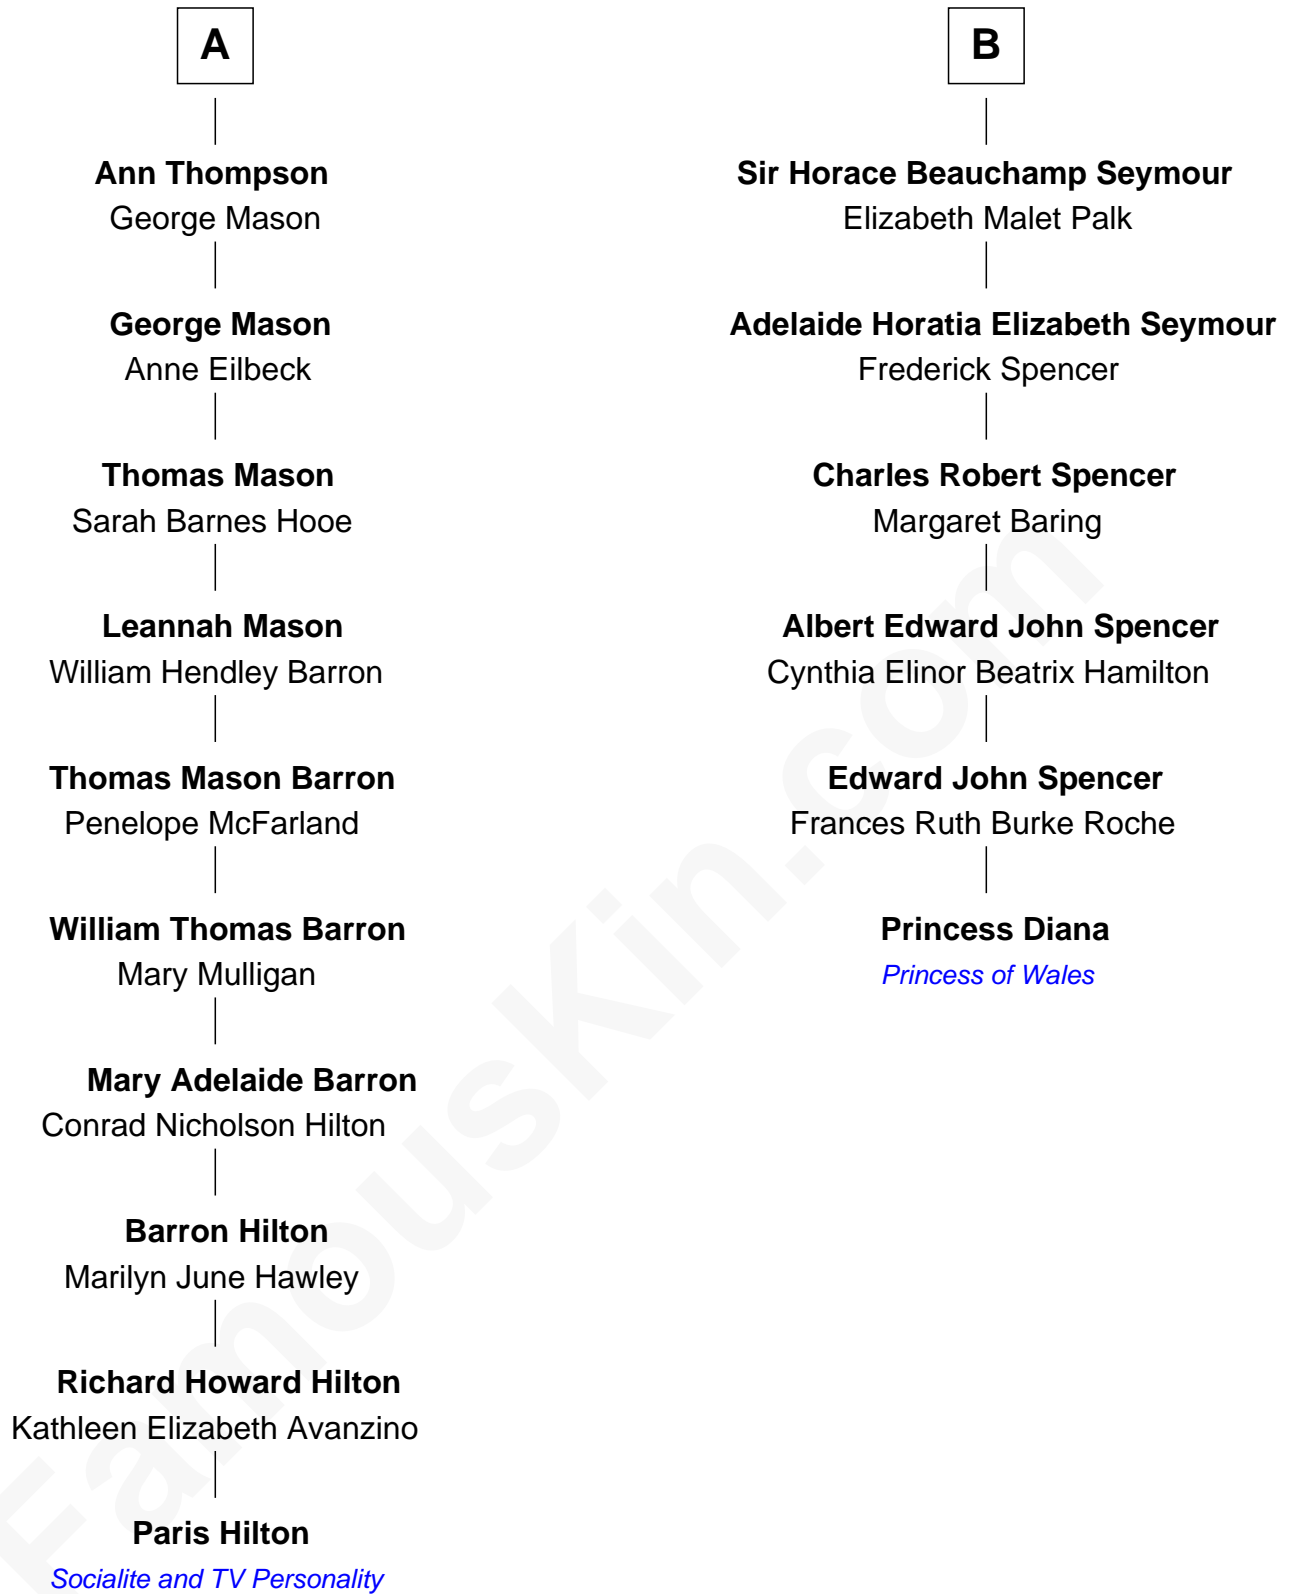 A
Ann Thompson
George Mason
George Mason
Anne Eilbeck
Thomas Mason
Sarah Barnes Hooe
Leannah Mason
William Hendley Barron
Thomas Mason Barron
Penelope McFarland
William Thomas Barron
Mary Mulligan
Mary Adelaide Barron
Conrad Nicholson Hilton
Barron Hilton
Marilyn June Hawley
Richard Howard Hilton
Kathleen Elizabeth Avanzino
Paris Hilton
Socialite and TV Personality
B
Sir Horace Beauchamp Seymour
Elizabeth Malet Palk
Adelaide Horatia Elizabeth Seymour
Frederick Spencer
Charles Robert Spencer
Margaret Baring
Albert Edward John Spencer
Cynthia Elinor Beatrix Hamilton
Edward John Spencer
Frances Ruth Burke Roche
Princess Diana
Princess of Wales
FamousKin.com